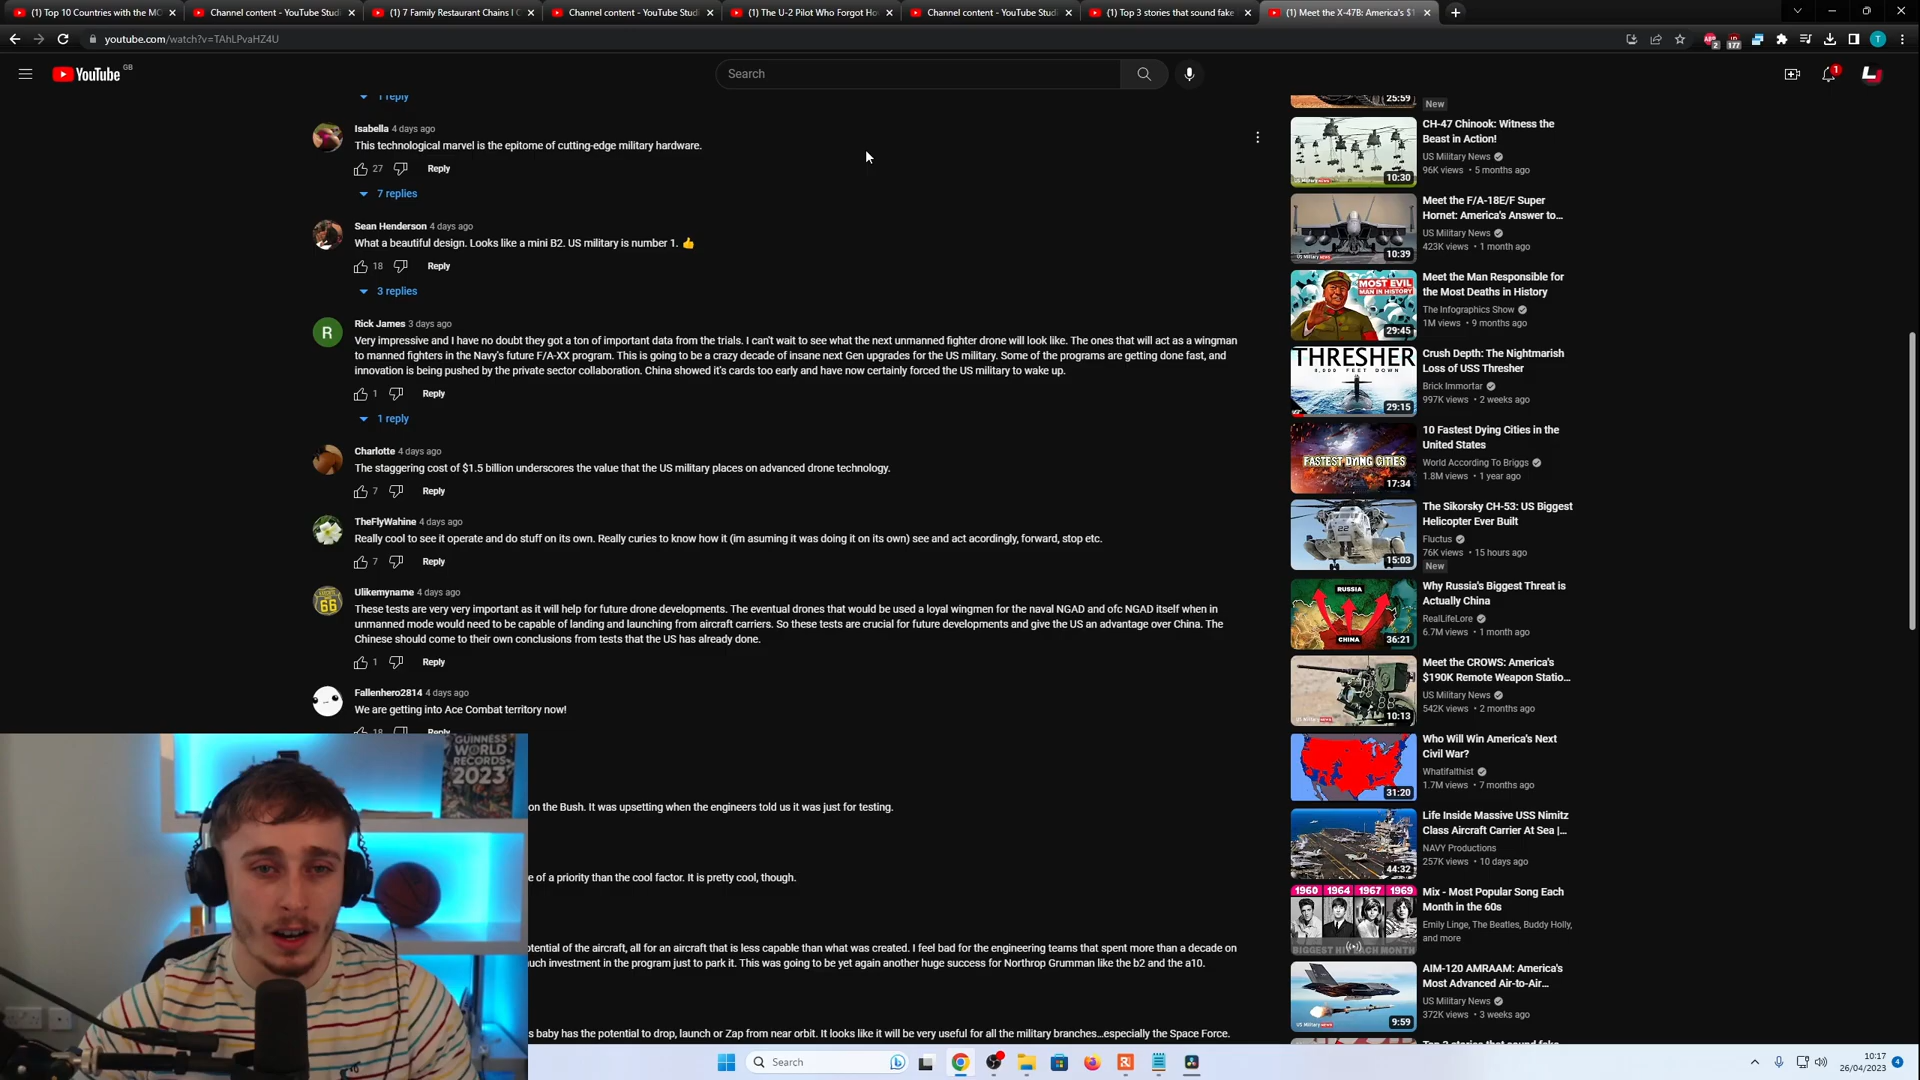 (1) Top 10 Countries with the MO
Channel content - YouTube Studi
(1) 7 Family Restaurant Chains I C
Channel content - YouTube Studi
(1) The U-2 Pilot Who Forgot Ho
Channel content - YouTube Studi
(1) Top 3 stories that sound fake
(1) Meet the X-47B: America's $1
youtube.com/watch?v=TAhLPvaHZ4U
2
177
T
YouTube GB
Search
1
1 reply
Isabella 4 days ago
This technological marvel is the epitome of cutting-edge military hardware.
27 Reply
7 replies
Sean Henderson 4 days ago
What a beautiful design. Looks like a mini B2. US military is number 1. 👍
18 Reply
3 replies
R
Rick James 3 days ago
Very impressive and I have no doubt they got a ton of important data from the trials. I can't wait to see what the next unmanned fighter drone will look like. The ones that will act as a wingman
to manned fighters in the Navy's future F/A-XX program. This is going to be a crazy decade of insane next Gen upgrades for the US military. Some of the programs are getting done fast, and
innovation is being pushed by the private sector collaboration. China showed it's cards too early and have now certainly forced the US military to wake up.
1 Reply
1 reply
Charlotte 4 days ago
The staggering cost of $1.5 billion underscores the value that the US military places on advanced drone technology.
7 Reply
TheFlyWahine 4 days ago
Really cool to see it operate and do stuff on its own. Really curies to know how it (im asuming it was doing it on its own) see and act acordingly, forward, stop etc.
7 Reply
66
Ulikemyname 4 days ago
These tests are very very important as it will help for future drone developments. The eventual drones that would be used a loyal wingmen for the naval NGAD and ofc NGAD itself when in
unmanned mode would need to be capable of landing and launching from aircraft carriers. So these tests are crucial for future developments and give the US an advantage over China. The
Chinese should come to their own conclusions from tests that the US has already done.
1 Reply
Fallenhero2814 4 days ago
We are getting into Ace Combat territory now!
18 Reply
on the Bush. It was upsetting when the engineers told us it was just for testing.
e of a priority than the cool factor. It is pretty cool, though.
otential of the aircraft, all for an aircraft that is less capable than what was created. I feel bad for the engineering teams that spent more than a decade on
uch investment in the program just to park it. This was going to be yet again another huge success for Northrop Grumman like the b2 and the a10.
s baby has the potential to drop, launch or Zap from near orbit. It looks like it will be very useful for all the military branches...especially the Space Force.
GUINNESS
WORLD
RECORDS
2023
25:59
New
10:30
CH-47 Chinook: Witness the
Beast in Action!
US Military News
96K views • 5 months ago
10:39
Meet the F/A-18E/F Super
Hornet: America's Answer to...
US Military News
423K views • 1 month ago
MOST EVIL
MAN IN HISTORY
29:45
Meet the Man Responsible for
the Most Deaths in History
The Infographics Show
1M views • 9 months ago
THRESHER
29:15
Crush Depth: The Nightmarish
Loss of USS Thresher
Brick Immortar
997K views • 2 weeks ago
FASTEST DYING CITIES
17:34
10 Fastest Dying Cities in the
United States
World According To Briggs
1.8M views • 1 year ago
22
15:03
The Sikorsky CH-53: US Biggest
Helicopter Ever Built
Fluctus
76K views • 15 hours ago
New
RUSSIA
CHINA
36:21
Why Russia's Biggest Threat is
Actually China
RealLifeLore
6.7M views • 1 month ago
10:13
Meet the CROWS: America's
$190K Remote Weapon Statio...
US Military News
542K views • 2 months ago
31:20
Who Will Win America's Next
Civil War?
Whatifalthist
1.7M views • 7 months ago
44:32
Life Inside Massive USS Nimitz
Class Aircraft Carrier At Sea |...
NAVY Productions
257K views • 10 days ago
1960 1964 1967 1969
Mix - Most Popular Song Each
Month in the 60s
Emily Linge, The Beatles, Buddy Holly,
and more
9:59
AIM-120 AMRAAM: America's
Most Advanced Air-to-Air...
US Military News
372K views • 3 weeks ago
Top 3 stories that sound fake
Search
10:17
26/04/2023
4